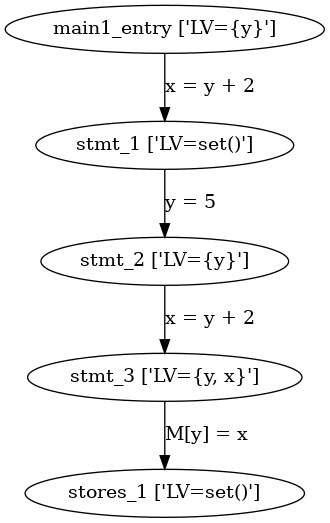 main1_entry ['LV={y}']
x = y + 2
stmt_1 ['LV=set()']
y = 5
stmt_2 ['LV={y}']
x = y + 2
stmt_3 ['LV={y, x}']
M[y] = x
stores_1 ['LV=set()']